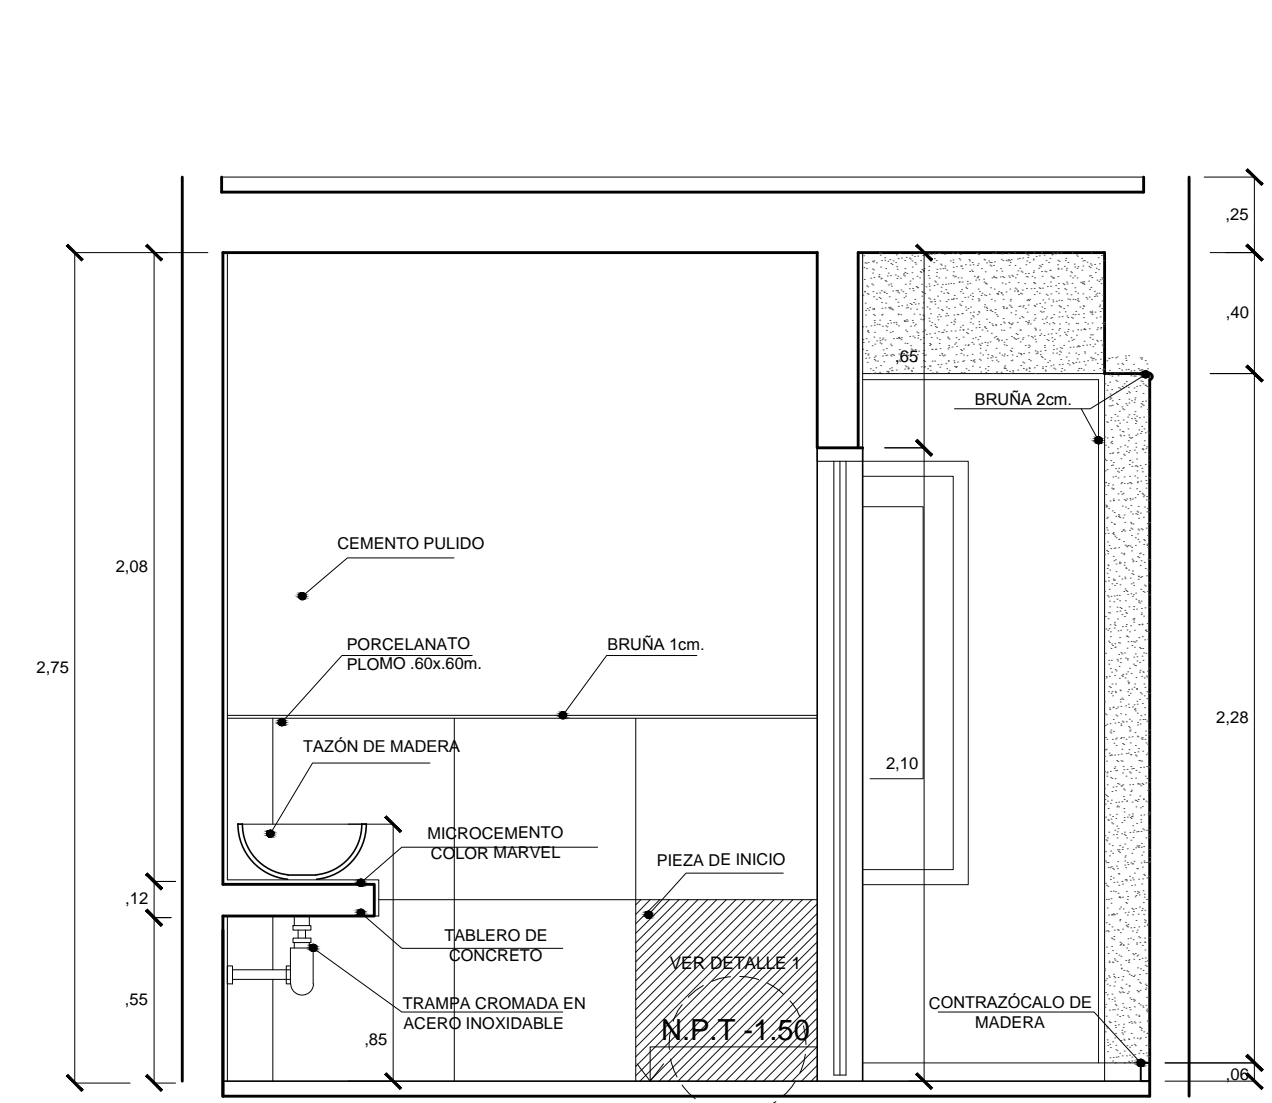 ,25
,40
,65
BRUÑA 2cm.
CEMENTO PULIDO
2,08
PORCELANATO
PLOMO .60x.60m.
BRUÑA 1cm.
2,75
2,28
TAZÓN DE MADERA
2,10
MICROCEMENTO
COLOR MARVEL
PIEZA DE INICIO
,12
TABLERO DE
CONCRETO
VER DETALLE 1
,55
TRAMPA CROMADA EN
ACERO INOXIDABLE
CONTRAZÓCALO DE
MADERA
N.P.T -1.50
,85
,06